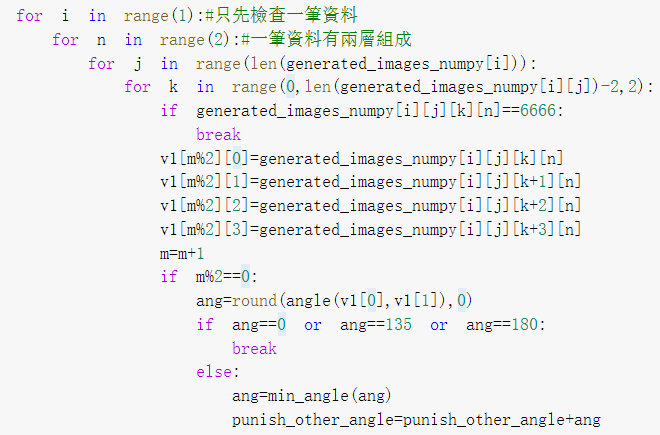 for i in range(1):#只先檢查一筆資料
    for n in range(2):#一筆資料有兩層組成
        for j in range(len(generated_images_numpy[i])):
            for k in range(0,len(generated_images_numpy[i][j])-2,2):
                if generated_images_numpy[i][j][k][n]==6666:
                    break
                v1[m%2][0]=generated_images_numpy[i][j][k][n]
                v1[m%2][1]=generated_images_numpy[i][j][k+1][n]
                v1[m%2][2]=generated_images_numpy[i][j][k+2][n]
                v1[m%2][3]=generated_images_numpy[i][j][k+3][n]
                m=m+1
                if m%2==0:
                    ang=round(angle(v1[0],v1[1]),0)
                    if ang==0 or ang==135 or ang==180:
                        break
                    else:
                        ang=min_angle(ang)
                        punish_other_angle=punish_other_angle+ang